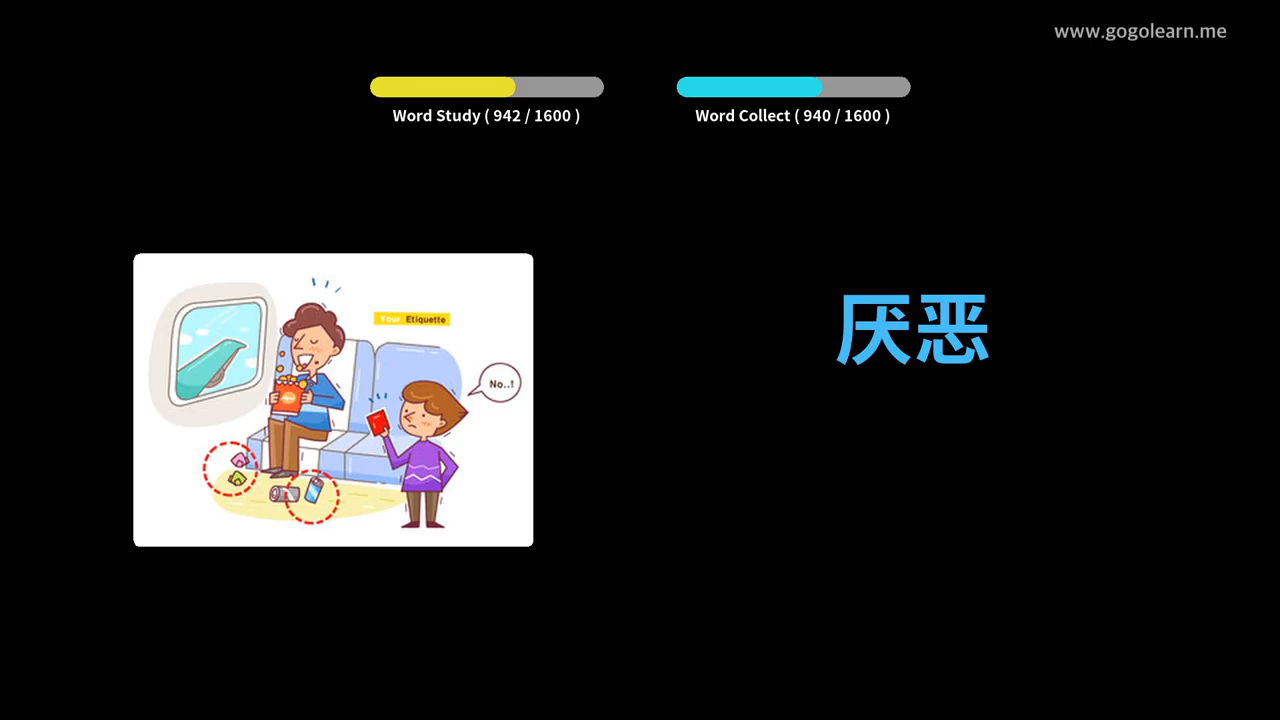 www.gogolearn.me
Word Study ( 942 / 1600 )
Word Collect ( 940 / 1600 )
Your Etiquette
No..!
厌恶